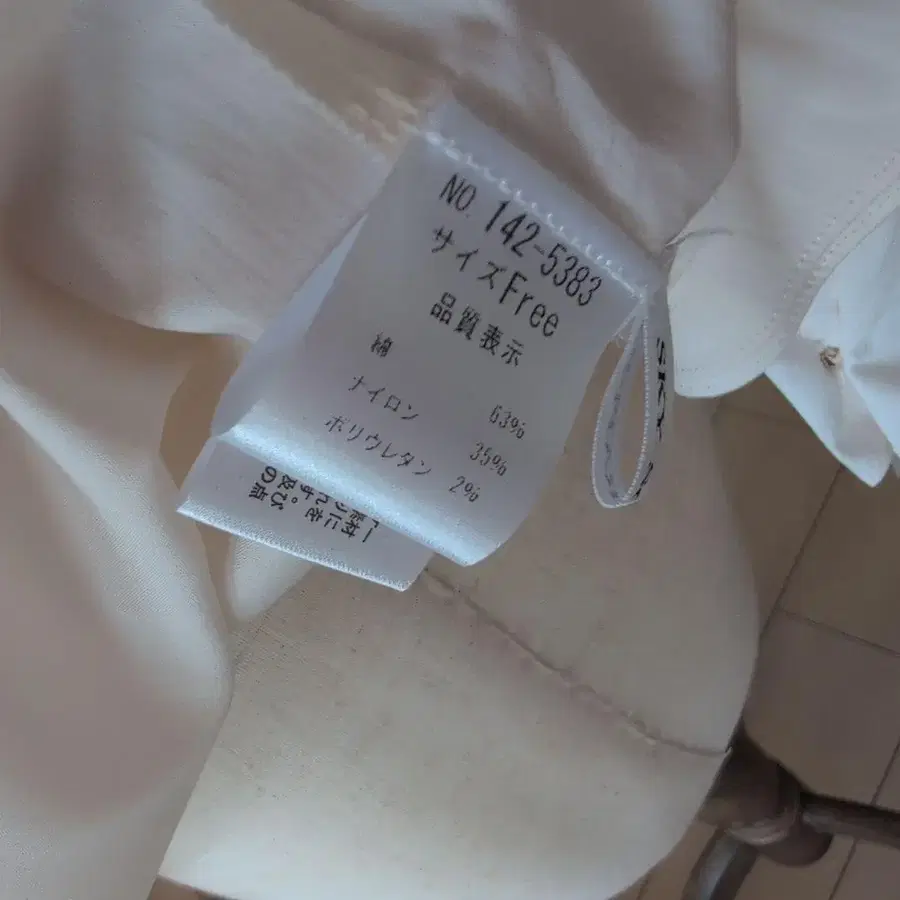 NO. 142-5383
サイズFree
品質表示
綿 63%
ナイロン 35%
ポリウレタン 2%